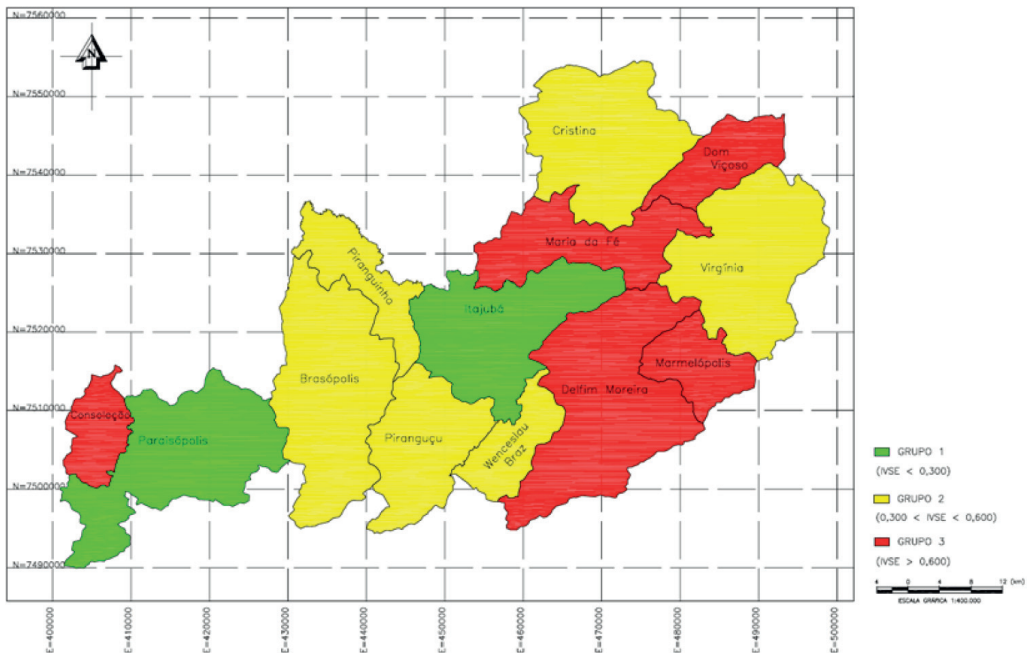 N=7560000
N=7550000
N=7540000
N=7530000
N=7520000
N=7510000
N=7500000
N=7490000
N
Cristina
Dom
Viçoso
Maria da Fé
Virgínia
Piranguinho
Itajubá
Brasópolis
Marmelópolis
Delfim Moreira
Consolação
Paraisópolis
Piranguçu
Wenceslau
Braz
E=400000
E=410000
E=420000
E=430000
E=440000
E=450000
E=460000
E=470000
E=480000
E=490000
E=500000
GRUPO 1
(IVSE < 0,300)
GRUPO 2
(0,300 < IVSE < 0,600)
GRUPO 3
(IVSE > 0,600)
4 0 4 8 12 (km)
ESCALA GRÁFICA 1:400.000